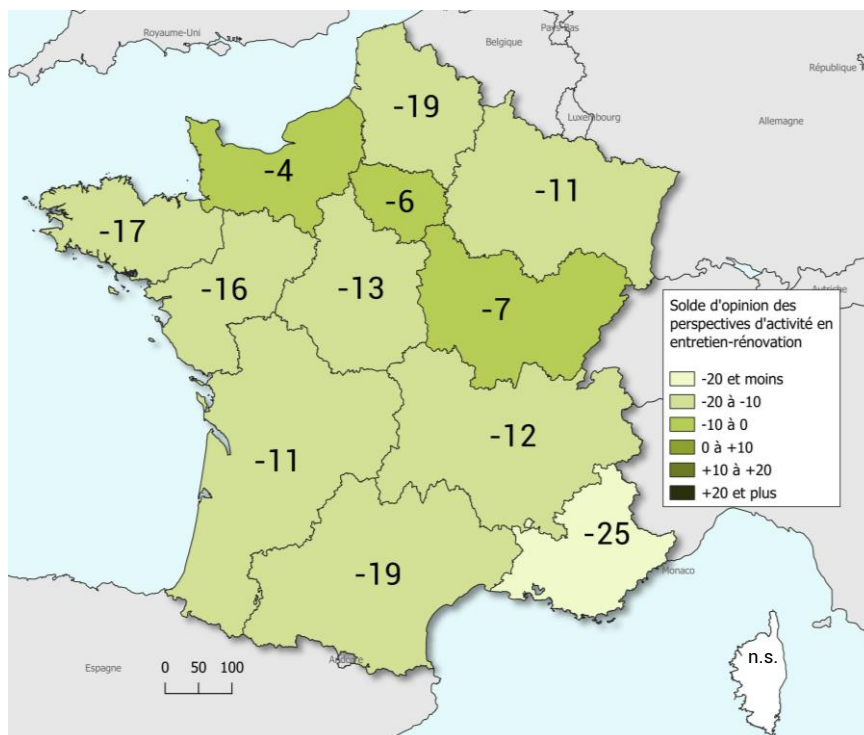 Royaume-Uni
Pays-Bas
Belgique
République
Luxembourg
Allemagne
-19
-4
-6
-11
-17
-16
-13
-7
Autriche
Solde d'opinion des
perspectives d'activité en
entretien-rénovation
-20 et moins
-20 à -10
-10 à 0
0 à +10
+10 à +20
+20 et plus
-12
-11
-25
-19
Monaco
Andorre
Espagne
0 50 100
n.s.